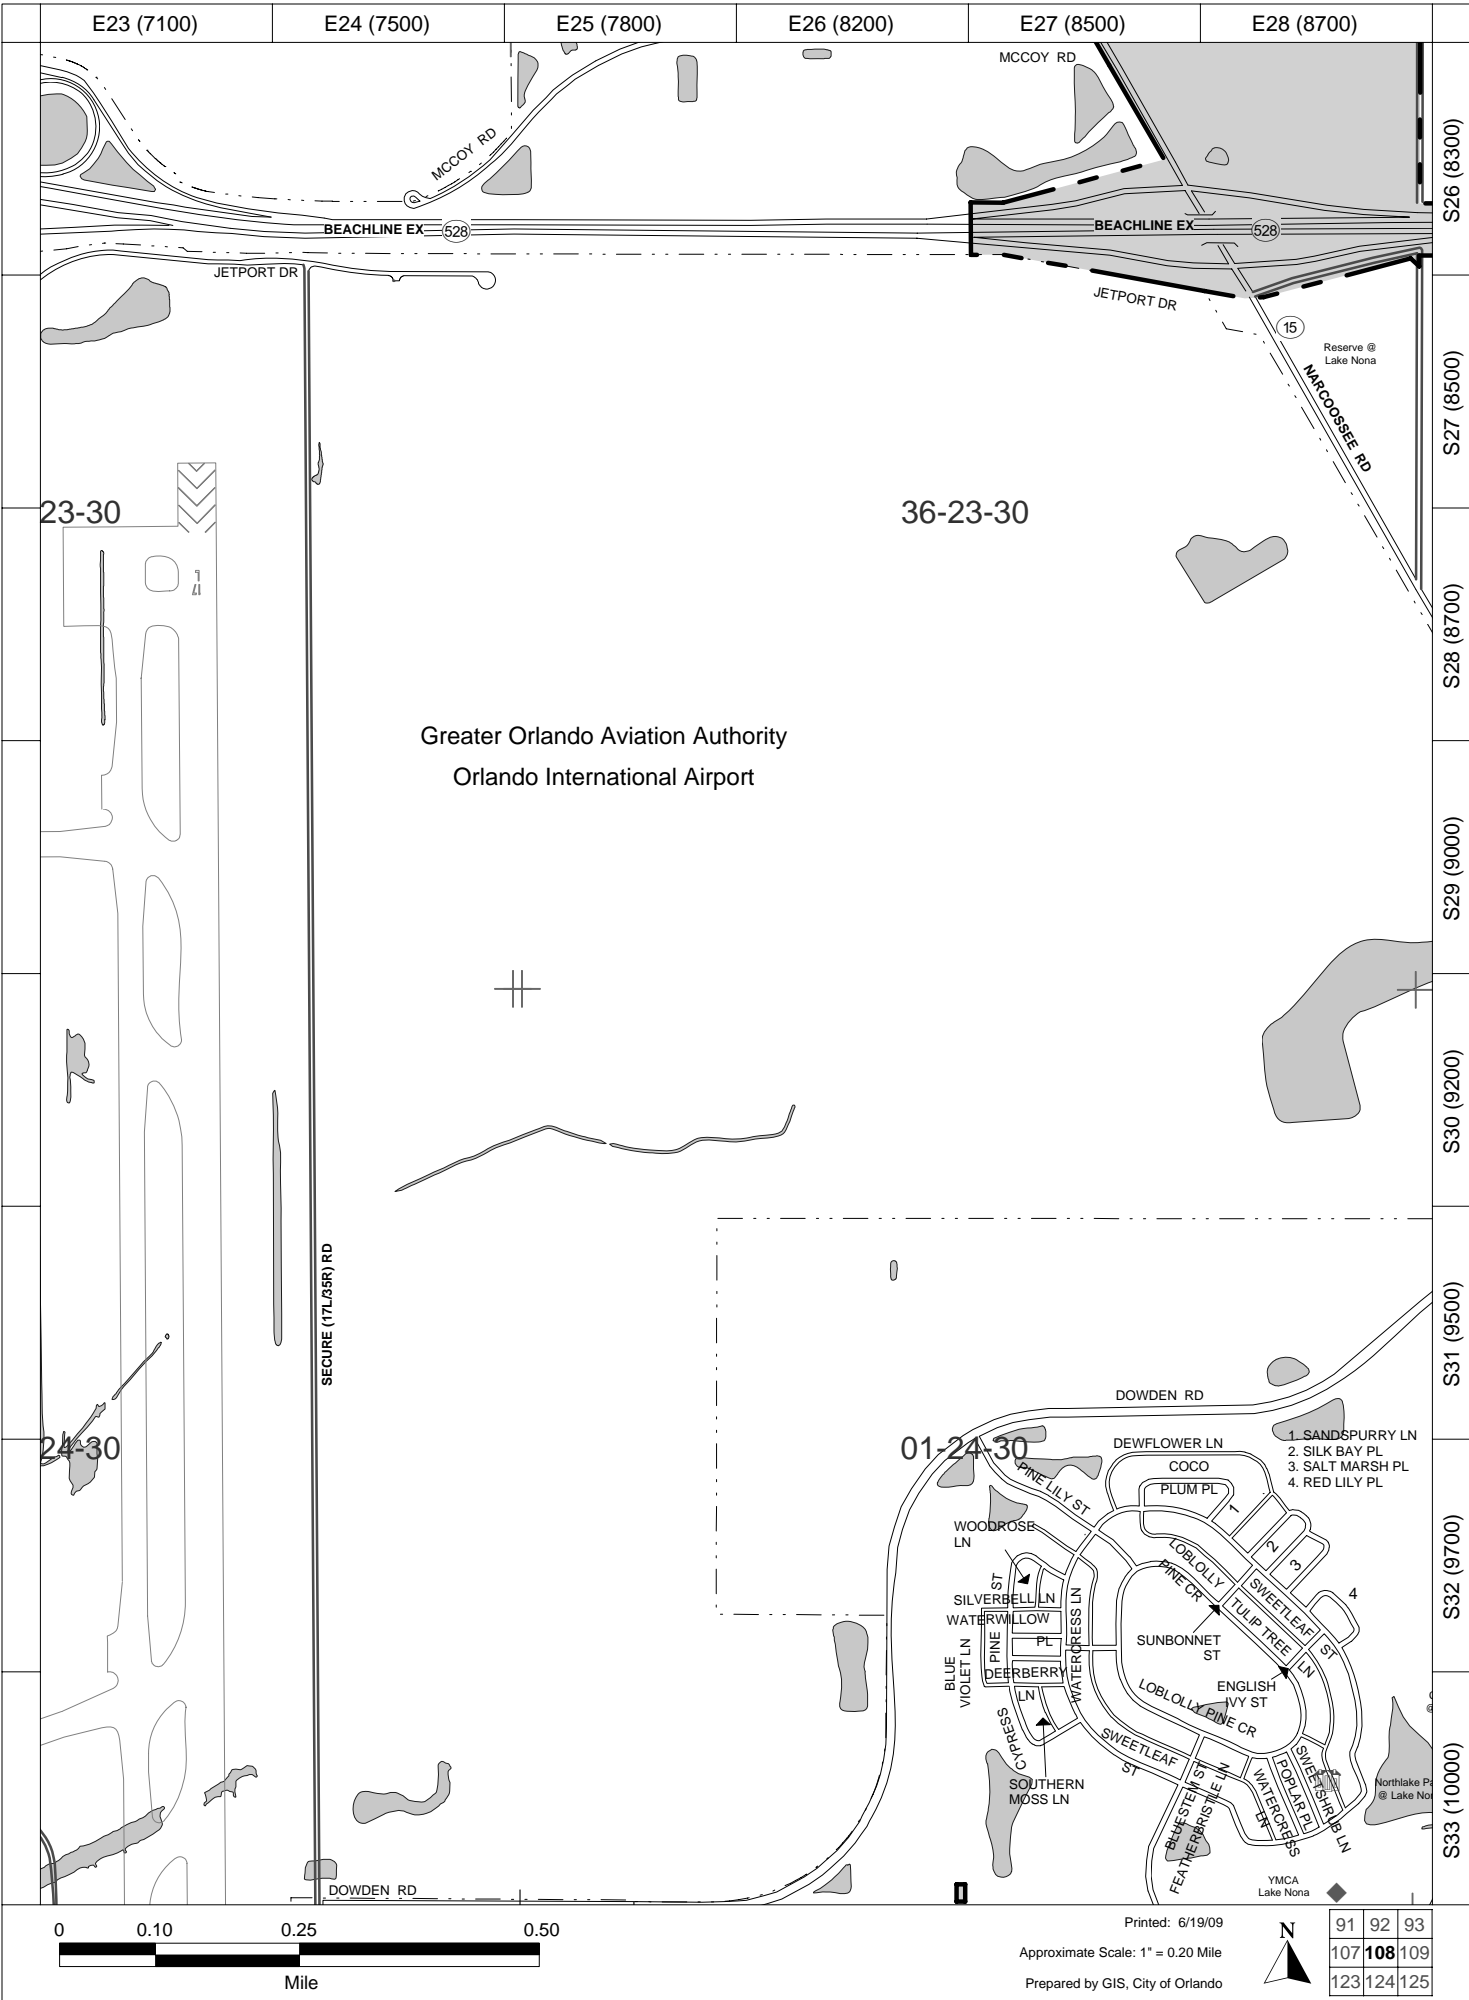 E23 (7100)
E24 (7500)
E25 (7800)
E26 (8200)
E27 (8500)
E28 (8700)
MCCOY RD
MCCOY RD
S26 (8300)
BEACHLINE EX 528
BEACHLINE EX 528
JETPORT DR
JETPORT DR
15
Reserve @
Lake Nona
NARCOOSSEE RD
S27 (8500)
23-30
36-23-30
17
L
S28 (8700)
Greater Orlando Aviation Authority
Orlando International Airport
S29 (9000)
S30 (9200)
SECURE (17L/35R) RD
S31 (9500)
DOWDEN RD
24-30
01-24-30
DEWFLOWER LN
COCO
PLUM PL
1. SANDSPURRY LN
2. SILK BAY PL
3. SALT MARSH PL
4. RED LILY PL
PINE LILY ST
1
2
3
4
WOODROSE
LN
LOBLOLLY
PINE CR
S32 (9700)
SILVERBELL LN
WATERWILLOW
PL
PINE ST
WATERCRESS LN
SWEETLEAF ST
TULIP TREE LN
SUNBONNET
ST
BLUE
VIOLET LN
DEERBERRY
LN
ENGLISH
IVY ST
LOBLOLLY PINE CR
CYPRESS
SWEETLEAF
ST
SOUTHERN
MOSS LN
BLUESTEM ST
FEATHERBRISTLE LN
WATERCRESS
LN
POPLAR PL
SWEETSHRUB LN
Northlake Pa
@ Lake Non
S33 (10000)
DOWDEN RD
YMCA
Lake Nona
0 0.10 0.25 0.50
Mile
Printed: 6/19/09
Approximate Scale: 1" = 0.20 Mile
Prepared by GIS, City of Orlando
N
91 92 93
107 108 109
123 124 125